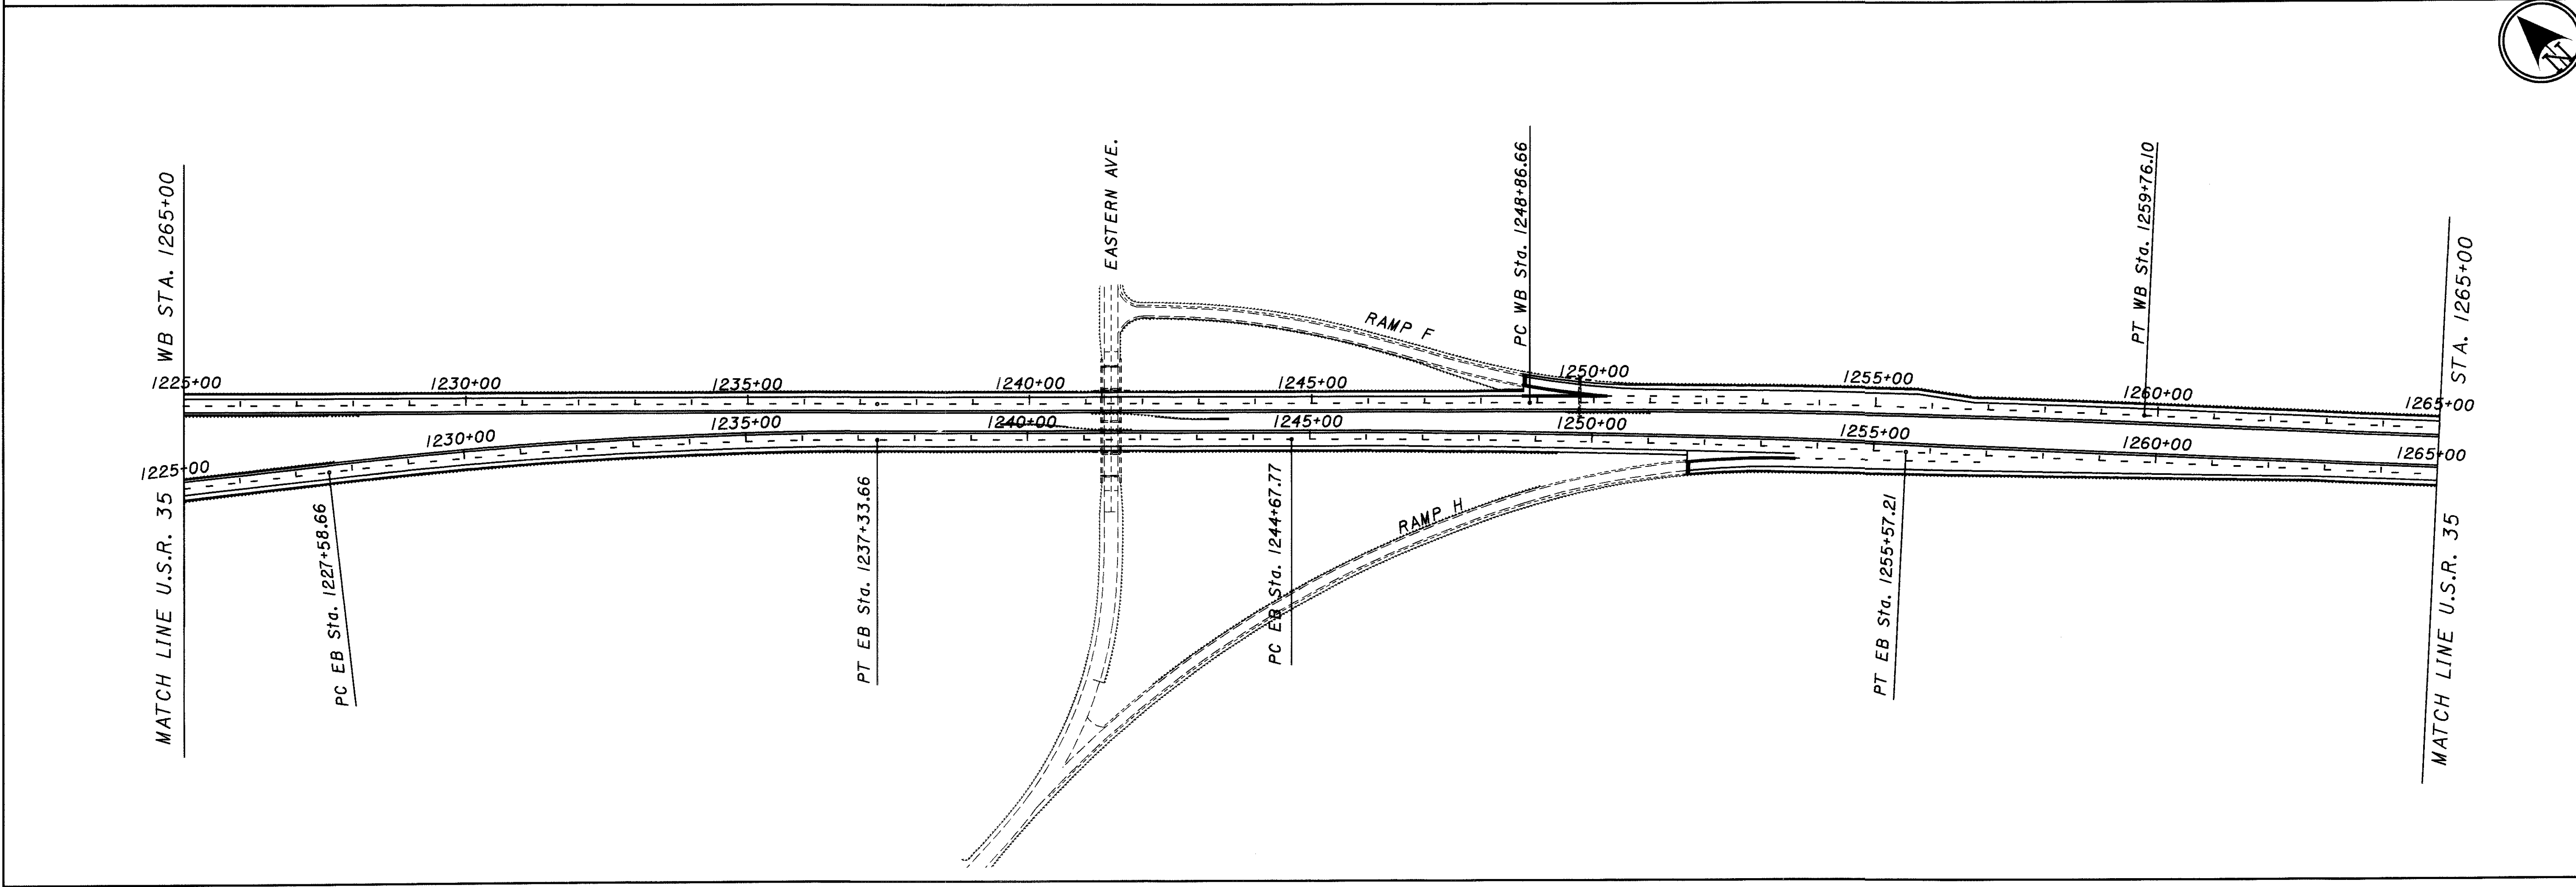 N
MATCH LINE U.S.R. 35 WB STA. 1265+00
EASTERN AVE.
RAMP F
PC WB Sta. 1248+86.66
PT WB Sta. 1259+76.10
MATCH LINE U.S.R. 35 STA. 1265+00
1225+00
1230+00
1235+00
1240+00
1245+00
1250+00
1255+00
1260+00
1265+00
1225+00
1230+00
1235+00
1240+00
1245+00
1250+00
1255+00
1260+00
1265+00
PC EB Sta. 1227+58.66
PT EB Sta. 1237+33.66
PC EB Sta. 1244+67.77
RAMP H
PT EB Sta. 1255+57.21